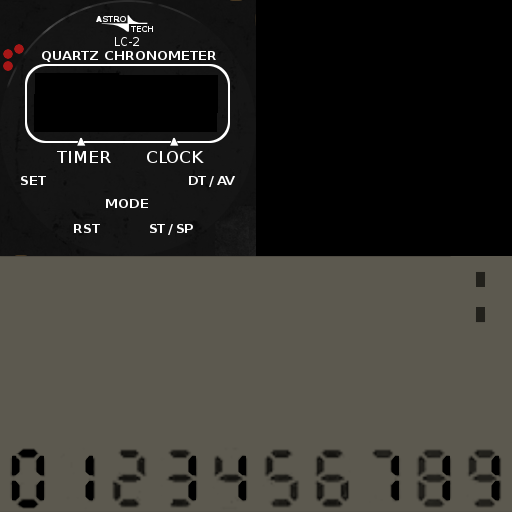 ASTRO
TECH
LC-2
QUARTZ CHRONOMETER
TIMER CLOCK
SET DT/AV
MODE
RST ST/SP
:
0 1 2 3 4 5 6 7 8 9